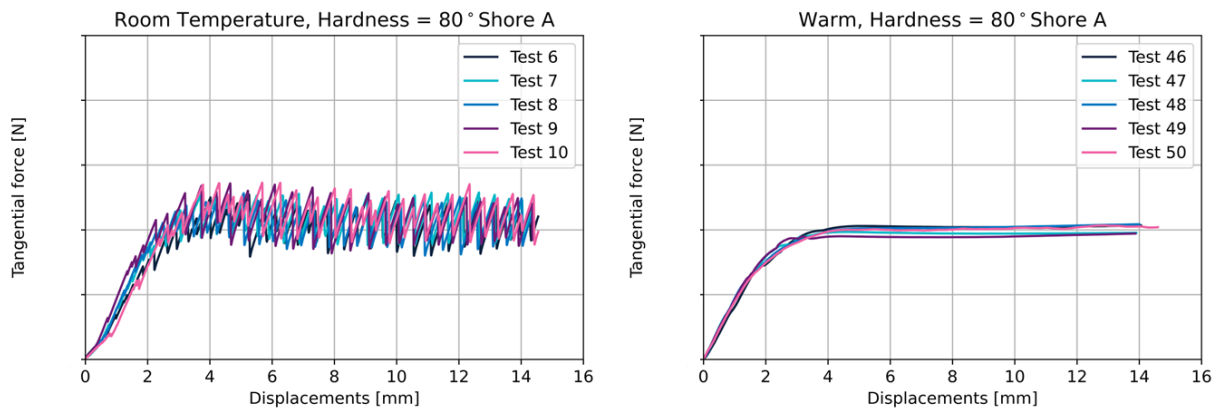 Room Temperature, Hardness = 80°Shore A
Tangential force [N]
Test 6
Test 7
Test 8
Test 9
Test 10
0 2 4 6 8 10 12 14 16
Displacements [mm]
Warm, Hardness = 80°Shore A
Tangential force [N]
Test 46
Test 47
Test 48
Test 49
Test 50
0 2 4 6 8 10 12 14 16
Displacements [mm]